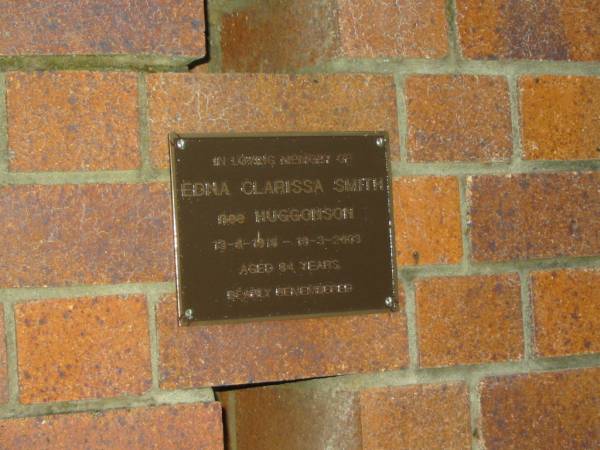 IN LOVING MEMORY OF
EDNA CLARISSA SMITH
nee HUGGONSON
AGED 84 YEARS
DEARLY REMEMBERED